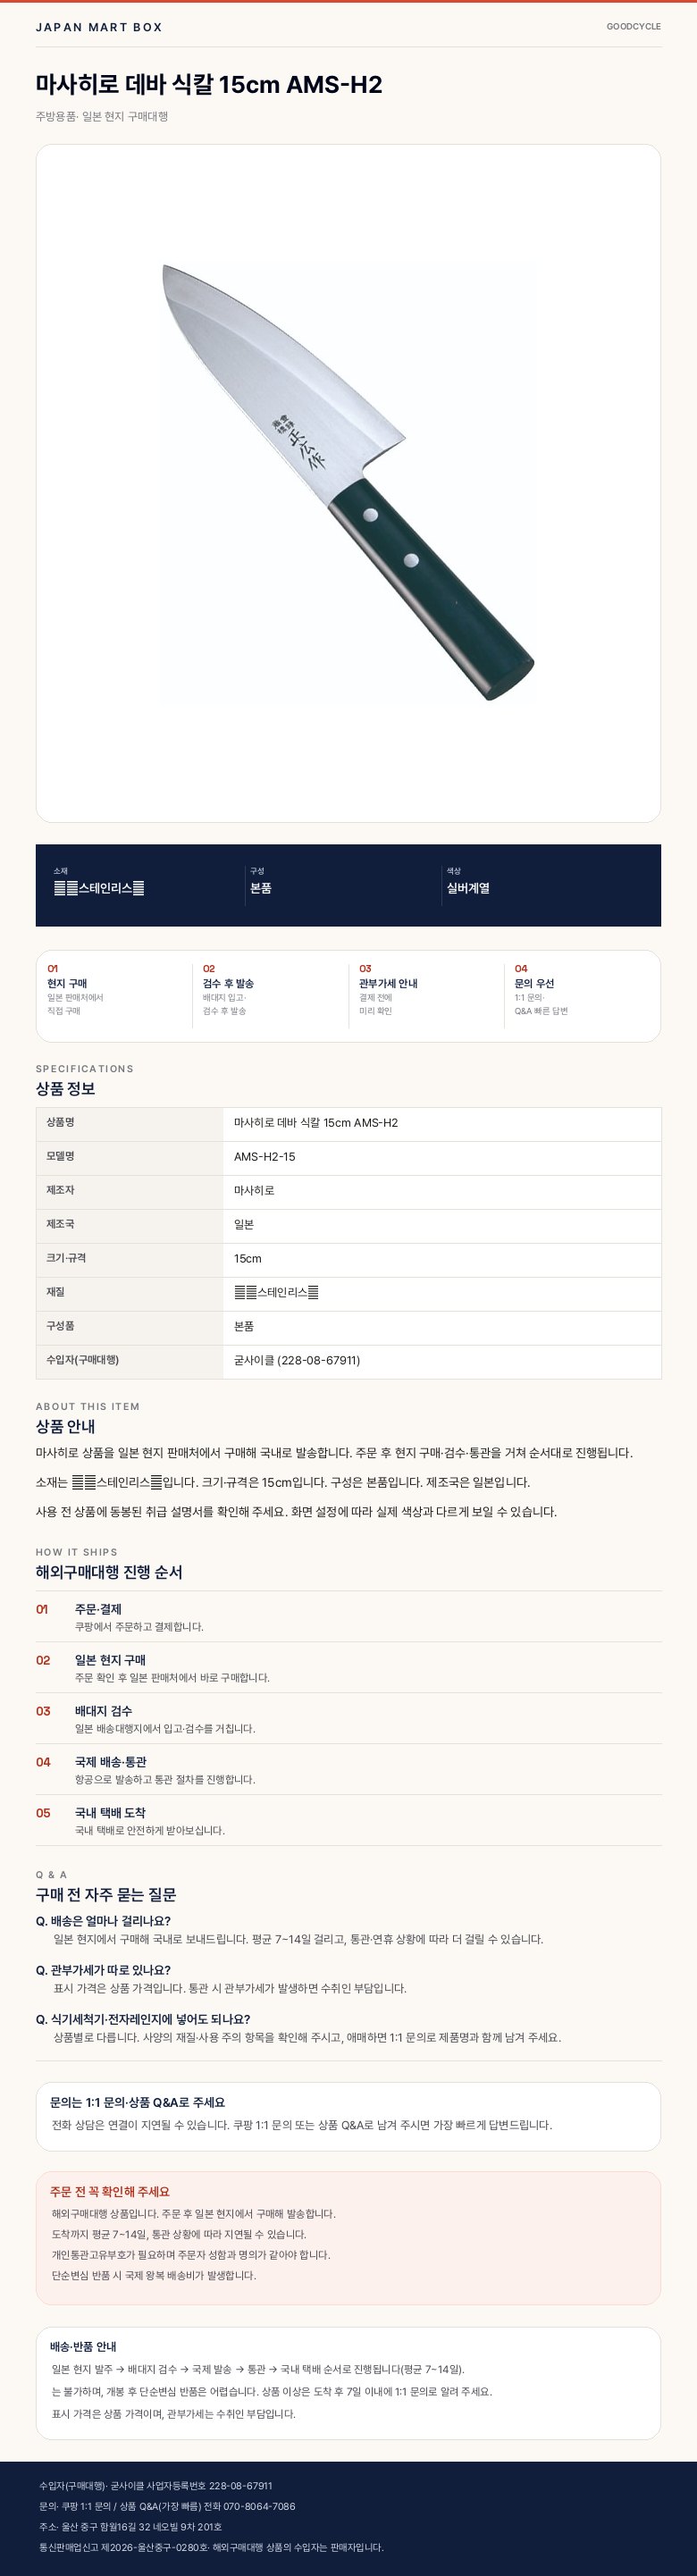 JAPAN MART BOX
GOODCYCLE
마사히로 데바 식칼 15cm AMS-H2
주방용품· 일본 현지 구매대행
正広作
소재
스테인리스
구성
본품
색상
실버계열
01
현지 구매
일본 판매처에서
직접 구매
02
검수 후 발송
배대지 입고·
검수 후 발송
03
관부가세 안내
결제 전에
미리 확인
04
문의 우선
1:1 문의·
Q&A 빠른 답변
SPECIFICATIONS
상품 정보
상품명 마사히로 데바 식칼 15cm AMS-H2
모델명 AMS-H2-15
제조자 마사히로
제조국 일본
크기·규격 15cm
재질 스테인리스
구성품 본품
수입자(구매대행) 굳사이클 (228-08-67911)
ABOUT THIS ITEM
상품 안내
마사히로 상품을 일본 현지 판매처에서 구매해 국내로 발송합니다. 주문 후 현지 구매·검수·통관을 거쳐 순서대로 진행됩니다.
소재는 스테인리스입니다. 크기·규격은 15cm입니다. 구성은 본품입니다. 제조국은 일본입니다.
사용 전 상품에 동봉된 취급 설명서를 확인해 주세요. 화면 설정에 따라 실제 색상과 다르게 보일 수 있습니다.
HOW IT SHIPS
해외구매대행 진행 순서
01 주문·결제
쿠팡에서 주문하고 결제합니다.
02 일본 현지 구매
주문 확인 후 일본 판매처에서 바로 구매합니다.
03 배대지 검수
일본 배송대행지에서 입고·검수를 거칩니다.
04 국제 배송·통관
항공으로 발송하고 통관 절차를 진행합니다.
05 국내 택배 도착
국내 택배로 안전하게 받아보십니다.
Q & A
구매 전 자주 묻는 질문
Q. 배송은 얼마나 걸리나요?
일본 현지에서 구매해 국내로 보내드립니다. 평균 7~14일 걸리고, 통관·연휴 상황에 따라 더 걸릴 수 있습니다.
Q. 관부가세가 따로 있나요?
표시 가격은 상품 가격입니다. 통관 시 관부가세가 발생하면 수취인 부담입니다.
Q. 식기세척기·전자레인지에 넣어도 되나요?
상품별로 다릅니다. 사양의 재질·사용 주의 항목을 확인해 주시고, 애매하면 1:1 문의로 제품명과 함께 남겨 주세요.
문의는 1:1 문의·상품 Q&A로 주세요
전화 상담은 연결이 지연될 수 있습니다. 쿠팡 1:1 문의 또는 상품 Q&A로 남겨 주시면 가장 빠르게 답변드립니다.
주문 전 꼭 확인해 주세요
해외구매대행 상품입니다. 주문 후 일본 현지에서 구매해 발송합니다.
도착까지 평균 7~14일, 통관 상황에 따라 지연될 수 있습니다.
개인통관고유부호가 필요하며 주문자 성함과 명의가 같아야 합니다.
단순변심 반품 시 국제 왕복 배송비가 발생합니다.
배송·반품 안내
일본 현지 발주 → 배대지 검수 → 국제 발송 → 통관 → 국내 택배 순서로 진행됩니다(평균 7~14일).
는 불가하며, 개봉 후 단순변심 반품은 어렵습니다. 상품 이상은 도착 후 7일 이내에 1:1 문의로 알려 주세요.
표시 가격은 상품 가격이며, 관부가세는 수취인 부담입니다.
수입자(구매대행)· 굳사이클 사업자등록번호 228-08-67911
문의· 쿠팡 1:1 문의 / 상품 Q&A(가장 빠름) 전화 070-8064-7086
주소· 울산 중구 함월16길 32 네오빌 9차 201호
통신판매업신고 제2026-울산중구-0280호· 해외구매대행 상품의 수입자는 판매자입니다.